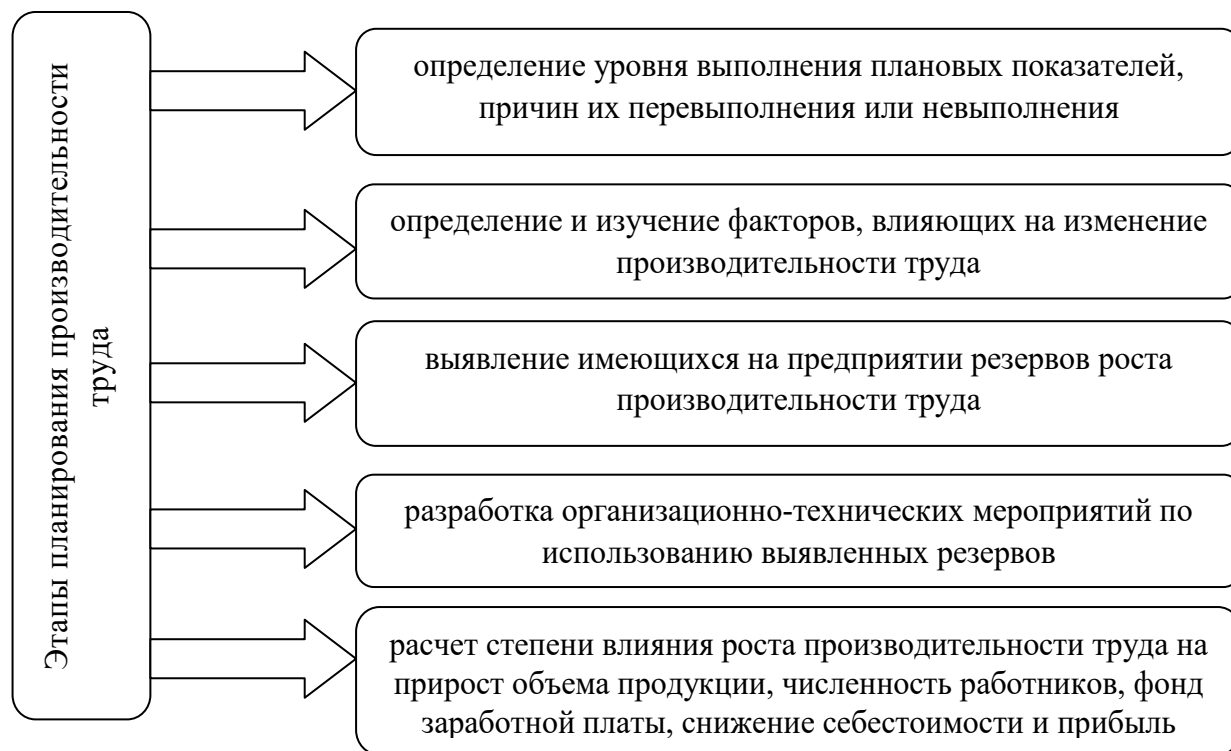 Этапы планирования производительности
труда
определение уровня выполнения плановых показателей,
причин их перевыполнения или невыполнения
определение и изучение факторов, влияющих на изменение
производительности труда
выявление имеющихся на предприятии резервов роста
производительности труда
разработка организационно-технических мероприятий по
использованию выявленных резервов
расчет степени влияния роста производительности труда на
прирост объема продукции, численность работников, фонд
заработной платы, снижение себестоимости и прибыль